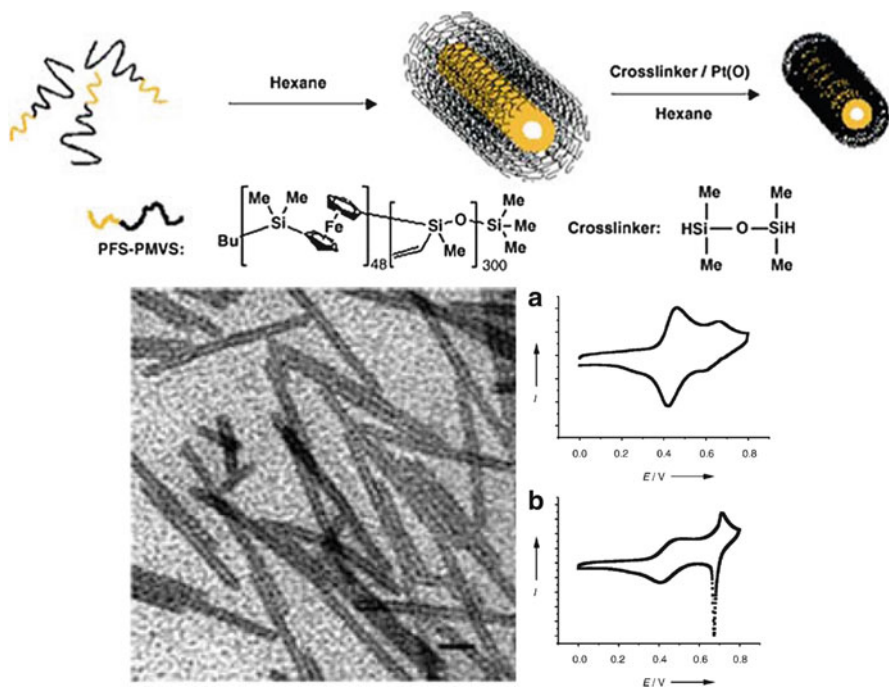 Hexane
Crosslinker / Pt(O)
Hexane
Me Me
Si
Fe
Bu
48
Si O Si
Me Me
Me
Me
300
PFS-PMVS:
Crosslinker:
Me Me
HSi O SiH
Me Me
a
I
0.0 0.2 0.4 0.6 0.8
E / V
b
I
0.0 0.2 0.4 0.6 0.8
E / V